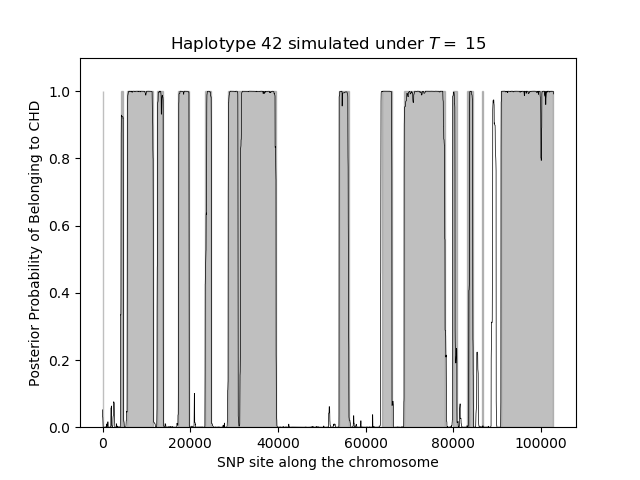 Haplotype 42 simulated under T = 15
Posterior Probability of Belonging to CHD
1.0
0.8
0.6
0.4
0.2
0.0
0 20000 40000 60000 80000 100000
SNP site along the chromosome